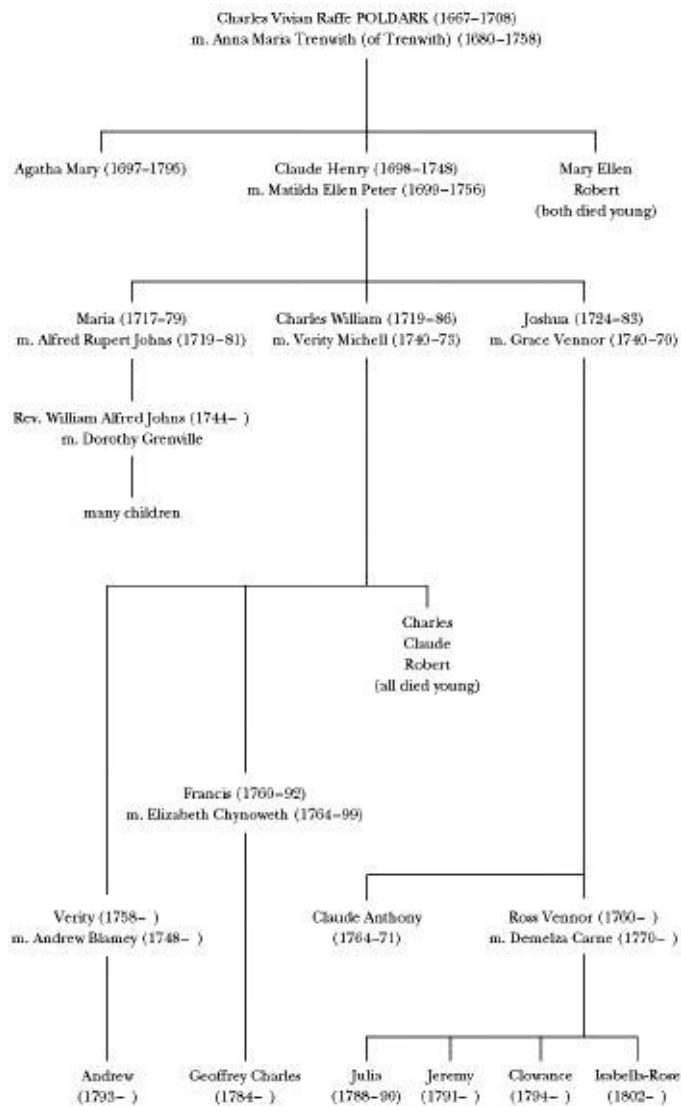 Charles Vivian Raffe POLDARK (1667–1708)
m. Anna Maria Trenwith (of Trenwith) (1680–1758)
Agatha Mary (1697–1795)
Claude Henry (1698–1748)
m. Matilda Ellen Peter (1699–1756)
Mary Ellen
Robert
(both died young)
Maria (1717–79)
m. Alfred Rupert Johns (1719–81)
Charles William (1719–86)
m. Verity Michell (1740–73)
Joshua (1724–83)
m. Grace Vennor (1740–70)
Rev. William Alfred Johns (1744– )
m. Dorothy Grenville
many children
Charles
Claude
Robert
(all died young)
Francis (1760–92)
m. Elizabeth Chynoweth (1764–99)
Verity (1758– )
m. Andrew Blamey (1748– )
Claude Anthony
(1764–71)
Ross Vennor (1760– )
m. Demelza Carne (1770– )
Andrew
(1793– )
Geoffrey Charles
(1784– )
Julia
(1788–90)
Jeremy
(1791– )
Clowance
(1794– )
Isabella-Rose
(1802– )